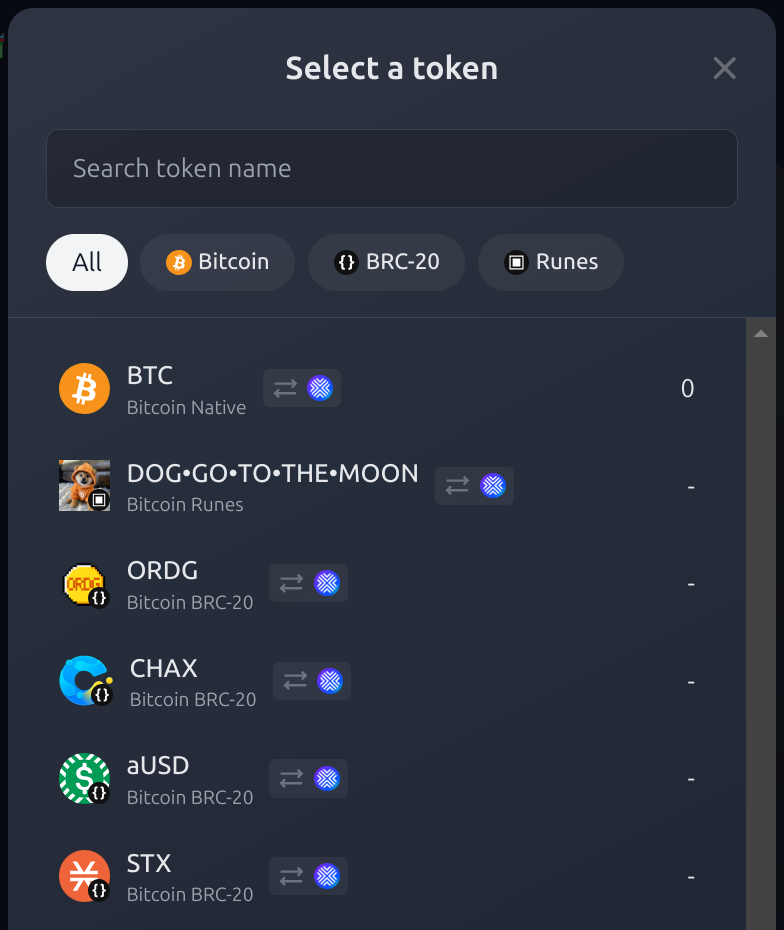 Select a token
Search token name
All
Bitcoin
BRC-20
Runes
BTC
Bitcoin Native
0
DOG•GO•TO•THE•MOON
Bitcoin Runes
-
ORDG
ORDG
Bitcoin BRC-20
-
CHAX
Bitcoin BRC-20
-
aUSD
Bitcoin BRC-20
-
STX
Bitcoin BRC-20
-